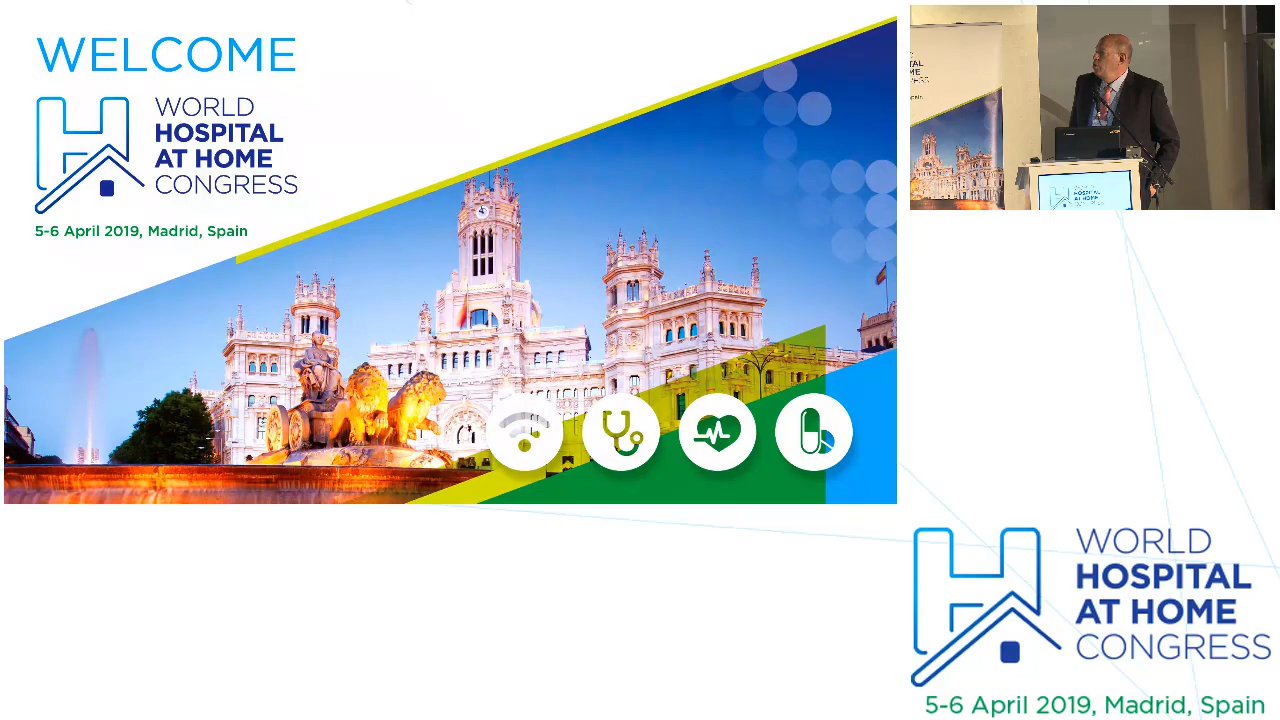 WELCOME
WORLD
HOSPITAL
AT HOME
CONGRESS
5-6 April 2019, Madrid, Spain
WORLD
HOSPITAL
AT HOME
CONGRESS
5-6 April 2019, Madrid, Spain